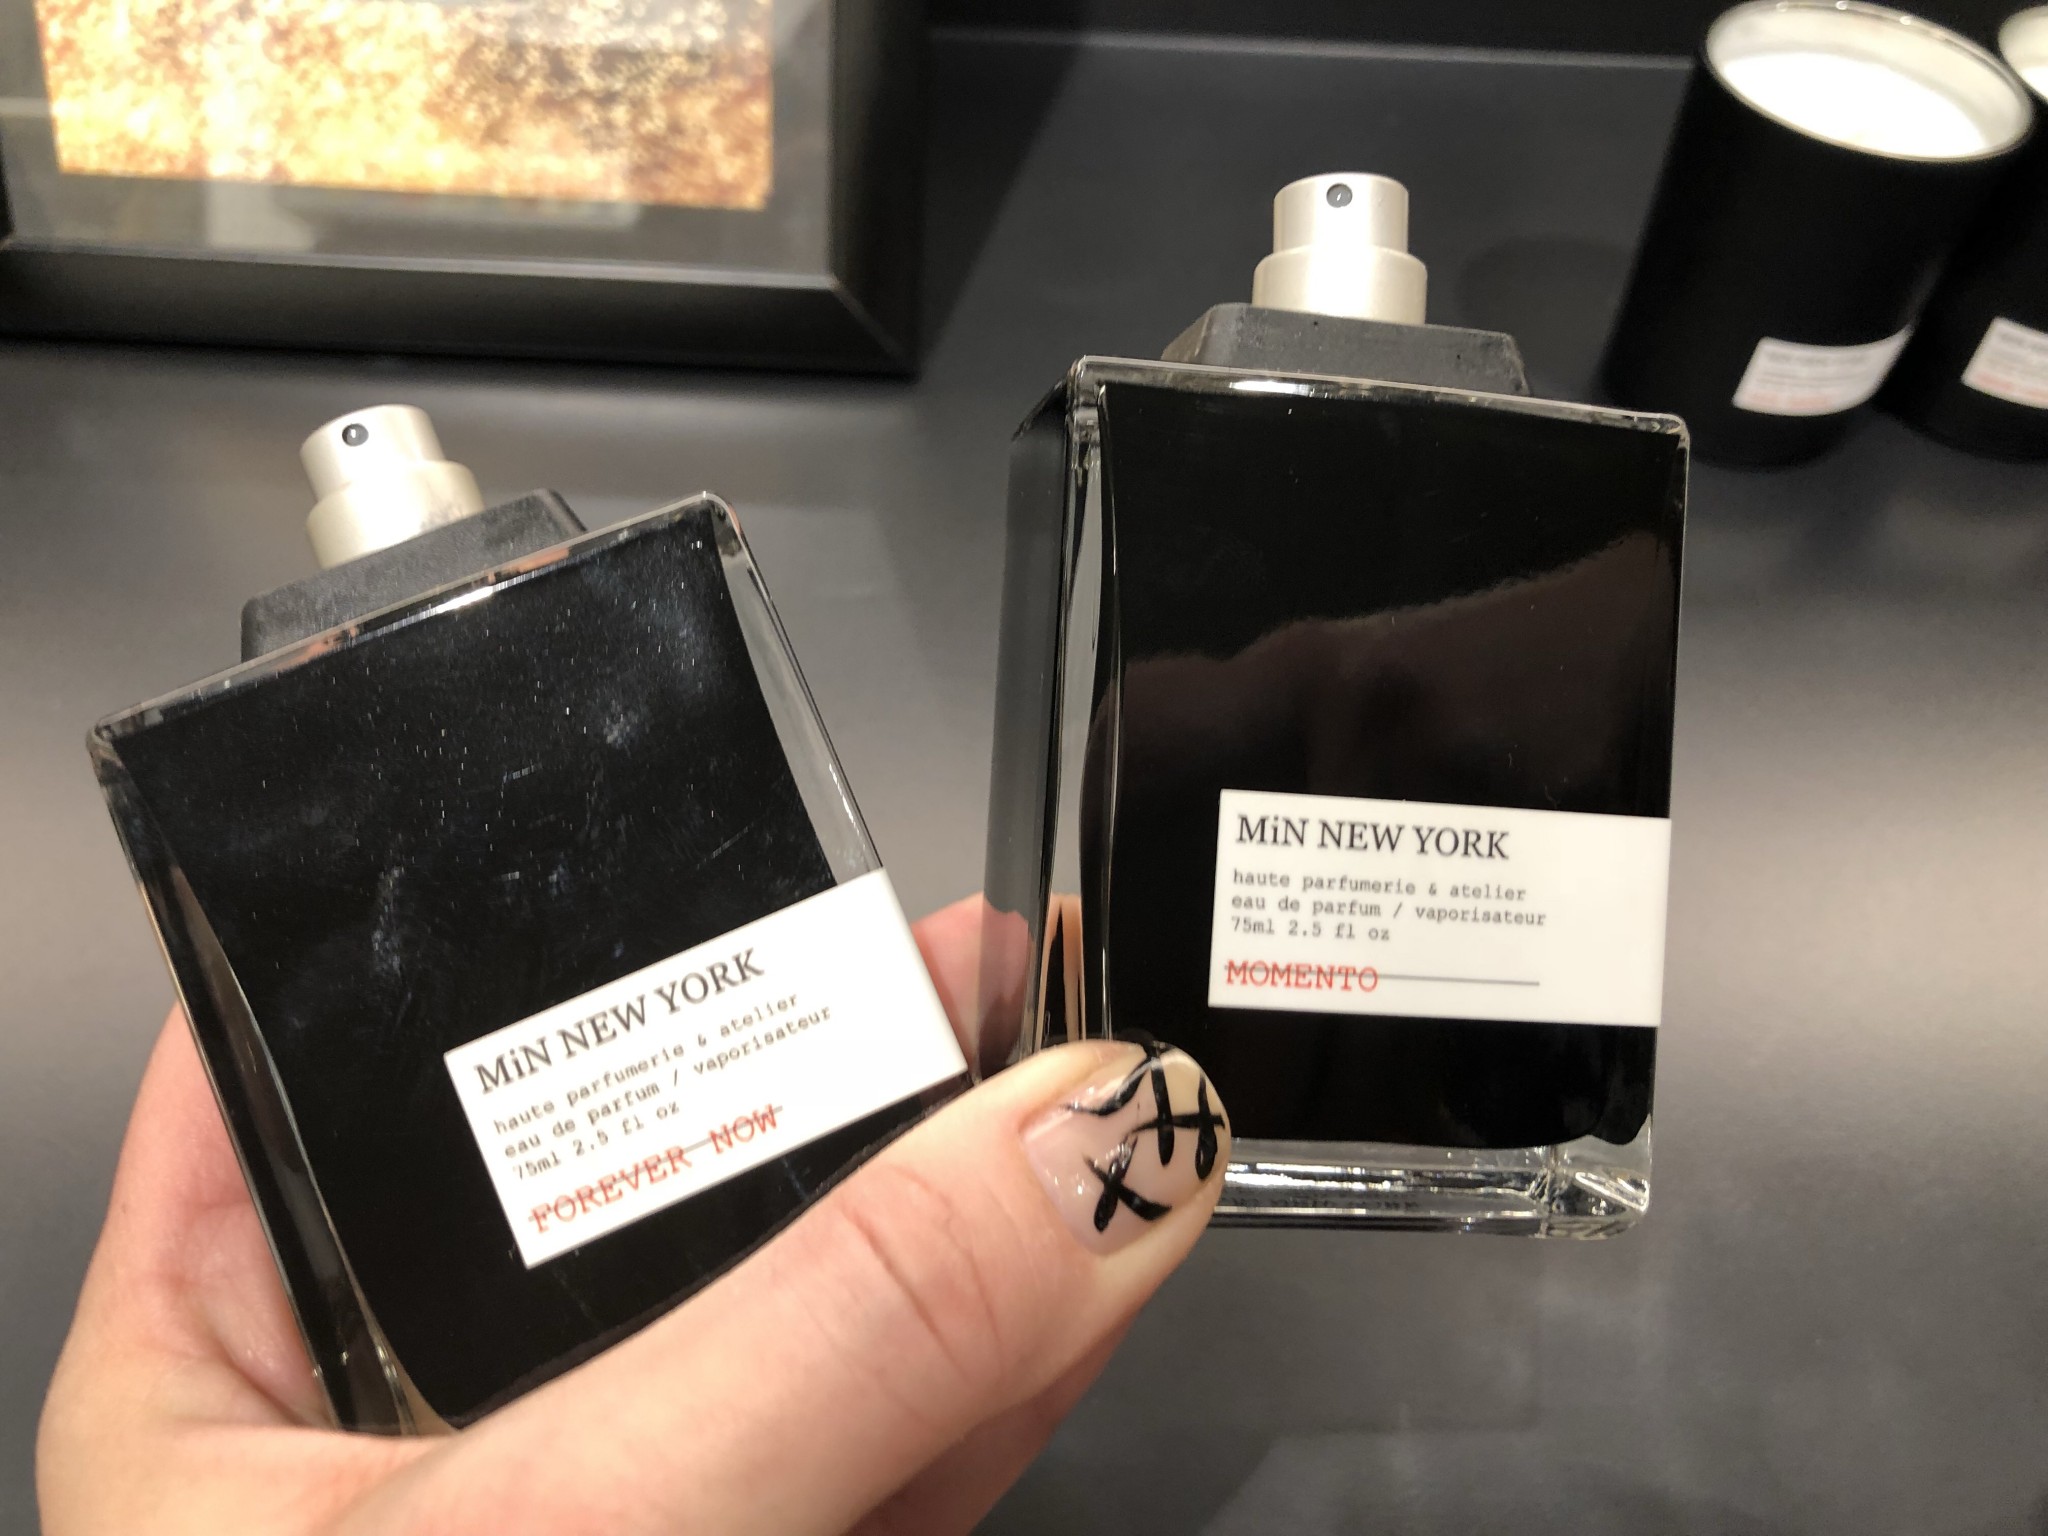 MiN NEW YORK
haute parfumerie & atelier
eau de parfum / vaporisateur
75ml 2.5 fl oz
FOREVER NOW
MiN NEW YORK
haute parfumerie & atelier
eau de parfum / vaporisateur
75ml 2.5 fl oz
MOMENTO